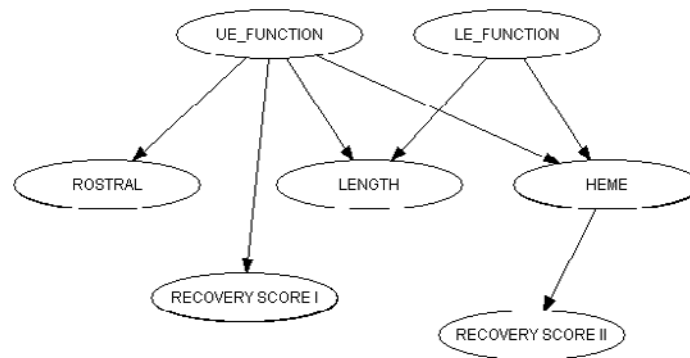 UE_FUNCTION
LE_FUNCTION
ROSTRAL
LENGTH
HEME
RECOVERY SCORE I
RECOVERY SCORE II